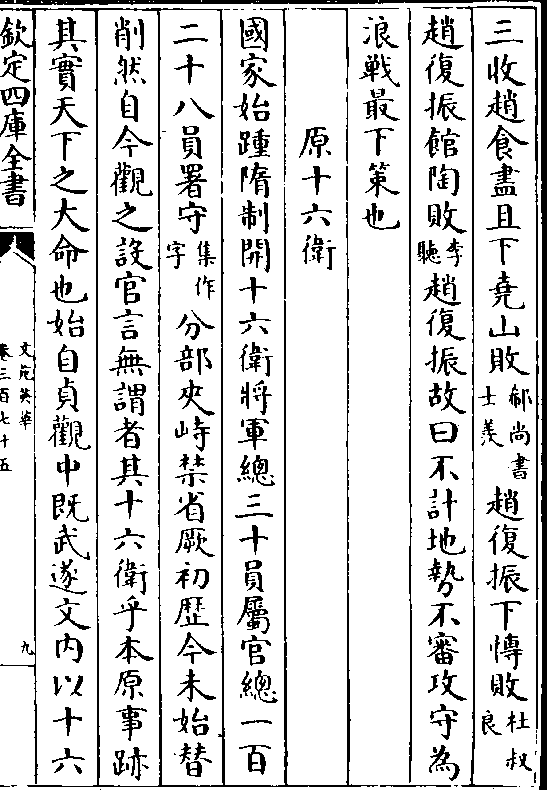 三收趙食盡且下堯山敗郗尚書士羙趙復振下愽敗杜叔良
趙復振館陶敗李聽趙復振故曰不計地勢不審攻守為
浪戰最下策也
原十六衛
國家始踵隋制開十六衛將軍總三十員屬官總一百
二十八員署守集作字分部夾峙禁省厥初歴今未始替
削然自今觀之設官言無謂者其十六衛乎本原事跡
其實天下之大命也始自貞觀中既武遂文内以十六
欽定四庫全書
文苑英華
卷三百七十五
九